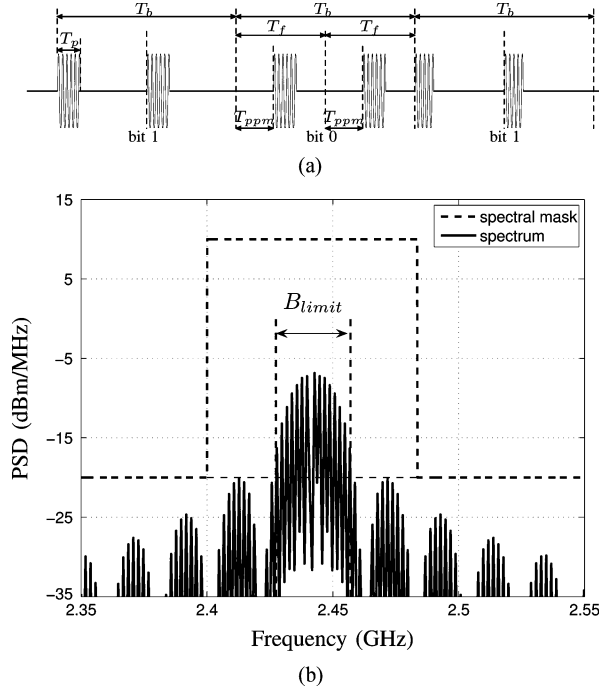 T_b T_b T_b
T_p T_f T_f
T_ppm T_ppm
bit 1 bit 0 bit 1
(a)
15
5
−5
−15
−25
−35
PSD (dBm/MHz)
spectral mask
spectrum
B_limit
2.35 2.4 2.45 2.5 2.55
Frequency (GHz)
(b)